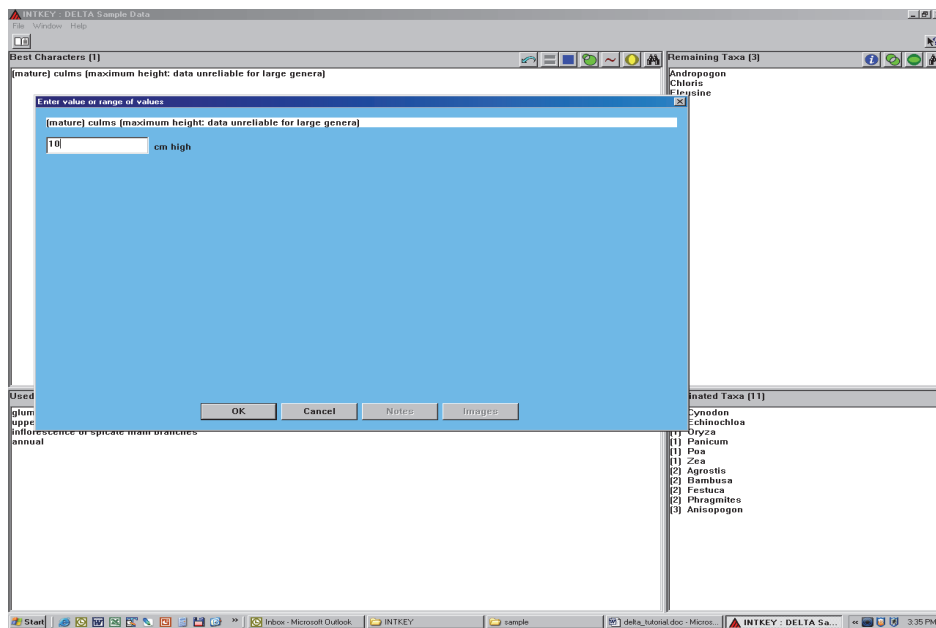 INTKEY : DELTA Sample Data
File Window Help
Best Characters [1]
(mature) culms (maximum height: data unreliable for large genera)
Remaining Taxa [3]
Andropogon
Chloris
Eleusine
Enter value or range of values
(mature) culms (maximum height: data unreliable for large genera)
10
cm high
OK Cancel Notes Images
Used
glum
uppe
inflorescence of spicate main branches
annual
inated Taxa [11]
Cynodon
Echinochloa
(1) Oryza
(1) Panicum
(1) Poa
(1) Zea
(2) Agrostis
(2) Bambusa
(2) Festuca
(2) Phragmites
(3) Anisopogon
Start
Inbox - Microsoft Outlook
INTKEY
sample
delta_tutorial.doc - Micros...
INTKEY : DELTA Sa...
3:35 PM